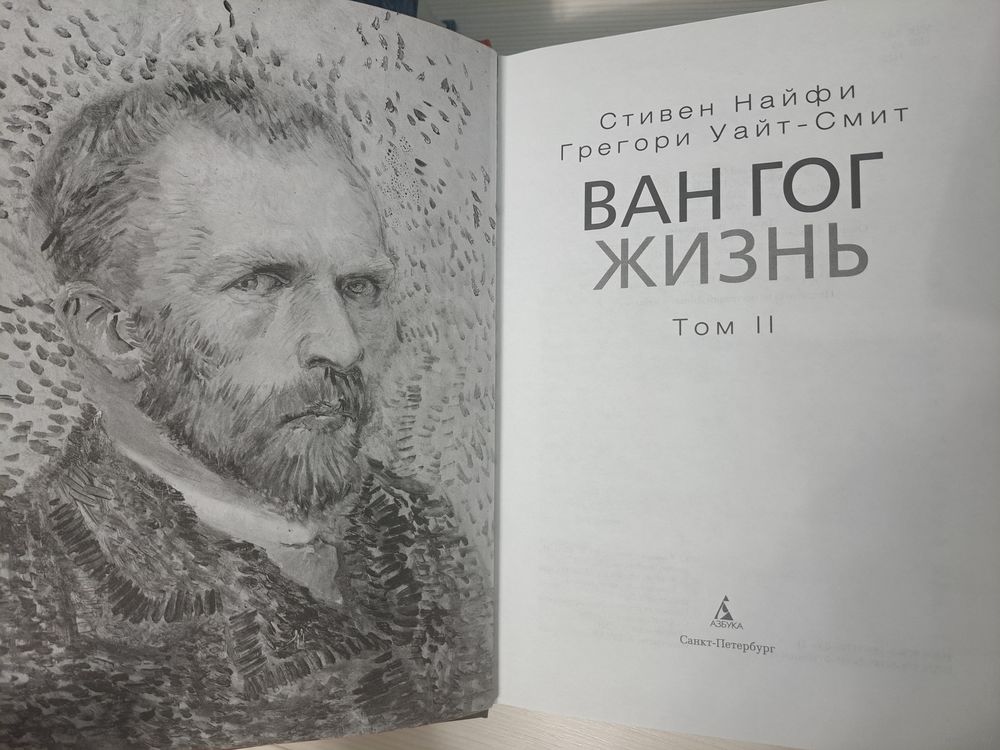 Стивен Найфи
Грегори Уайт-Смит
ВАН ГОГ
ЖИЗНЬ
Том II
АЗБУКА
Санкт-Петербург